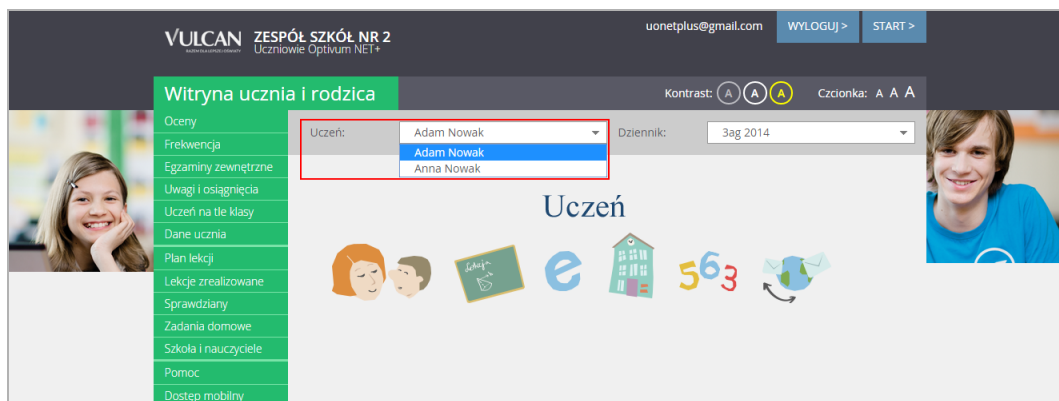 VULCAN ZESPÓŁ SZKÓŁ NR 2
Uczniowie Optivum NET+
uonetplus@gmail.com WYLOGUJ > START >
Witryna ucznia i rodzica
Kontrast: A A A Czcionka: A A A
Uczeń: Adam Nowak Dziennik: 3ag 2014
Adam Nowak
Anna Nowak
Oceny
Frekwencja
Egzaminy zewnętrzne
Uwagi i osiągnięcia
Uczeń na tle klasy
Dane ucznia
Plan lekcji
Lekcje zrealizowane
Sprawdziany
Zadania domowe
Szkoła i nauczyciele
Pomoc
Dostęp mobilny
Uczeń
e
563